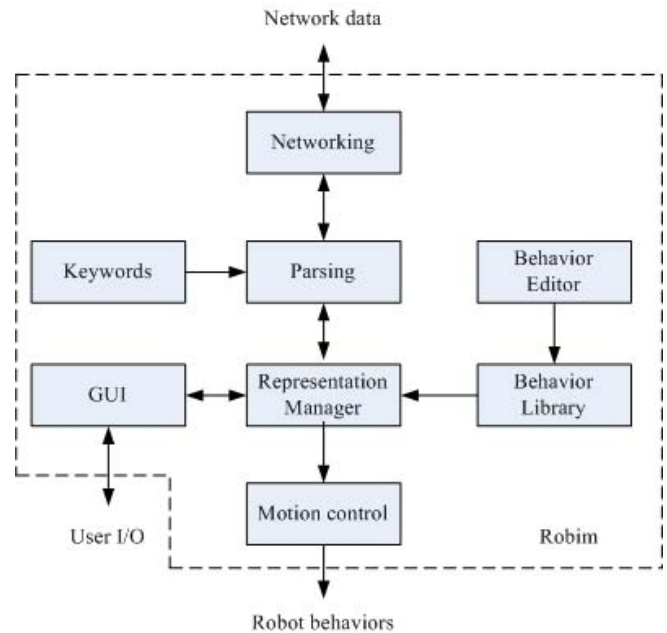 Network data
Networking
Keywords
Parsing
Behavior
Editor
GUI
Representation
Manager
Behavior
Library
Motion control
User I/O
Robim
Robot behaviors